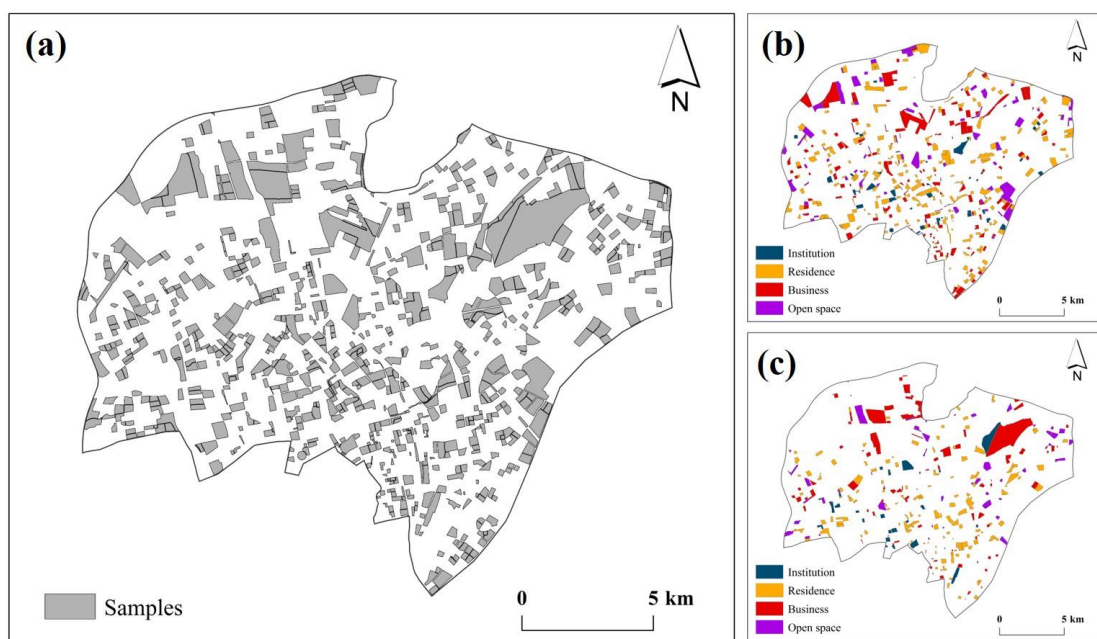 (a)
N
Samples
0 5 km
(b)
N
Institution
Residence
Business
Open space
0 5 km
(c)
N
Institution
Residence
Business
Open space
0 5 km